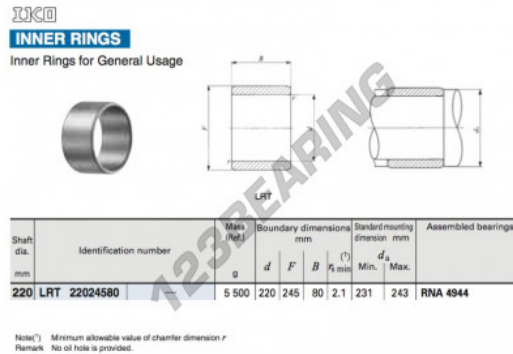 IKO
INNER RINGS
Inner Rings for General Usage
B
F
d
r
r
dₐ
LRT
123BEARING
Shaft dia. mm
Identification number
Mass (Ref.) g
Boundary dimensions mm
d F B rs min(¹)
Standard mounting dimension mm
dₐ
Min. Max.
Assembled bearings
220 LRT 22024580 — 5 500 220 245 80 2.1 231 243 RNA 4944
Note(¹) Minimum allowable value of chamfer dimension r
Remark No oil hole is provided.